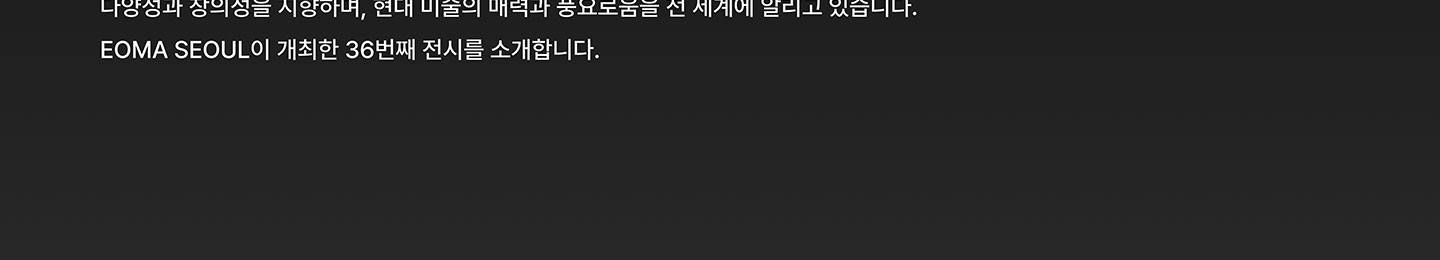 다양성과 창의성을 지향하며, 현대 미술의 매력과 풍요로움을 전 세계에 알리고 있습니다.
EOMA SEOUL이 개최한 36번째 전시를 소개합니다.